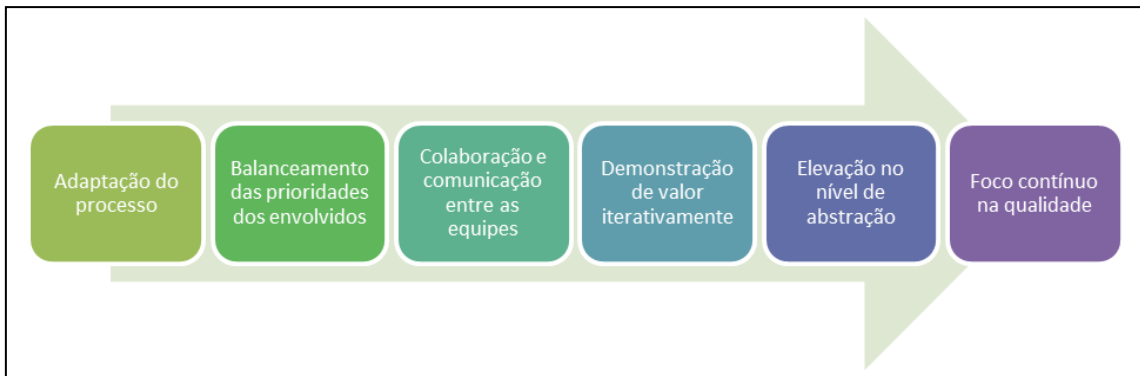 Adaptação do
processo
Balanceamento
das prioridades
dos envolvidos
Colaboração e
comunicação
entre as
equipes
Demonstração
de valor
iterativamente
Elevação no
nível de
abstração
Foco contínuo
na qualidade